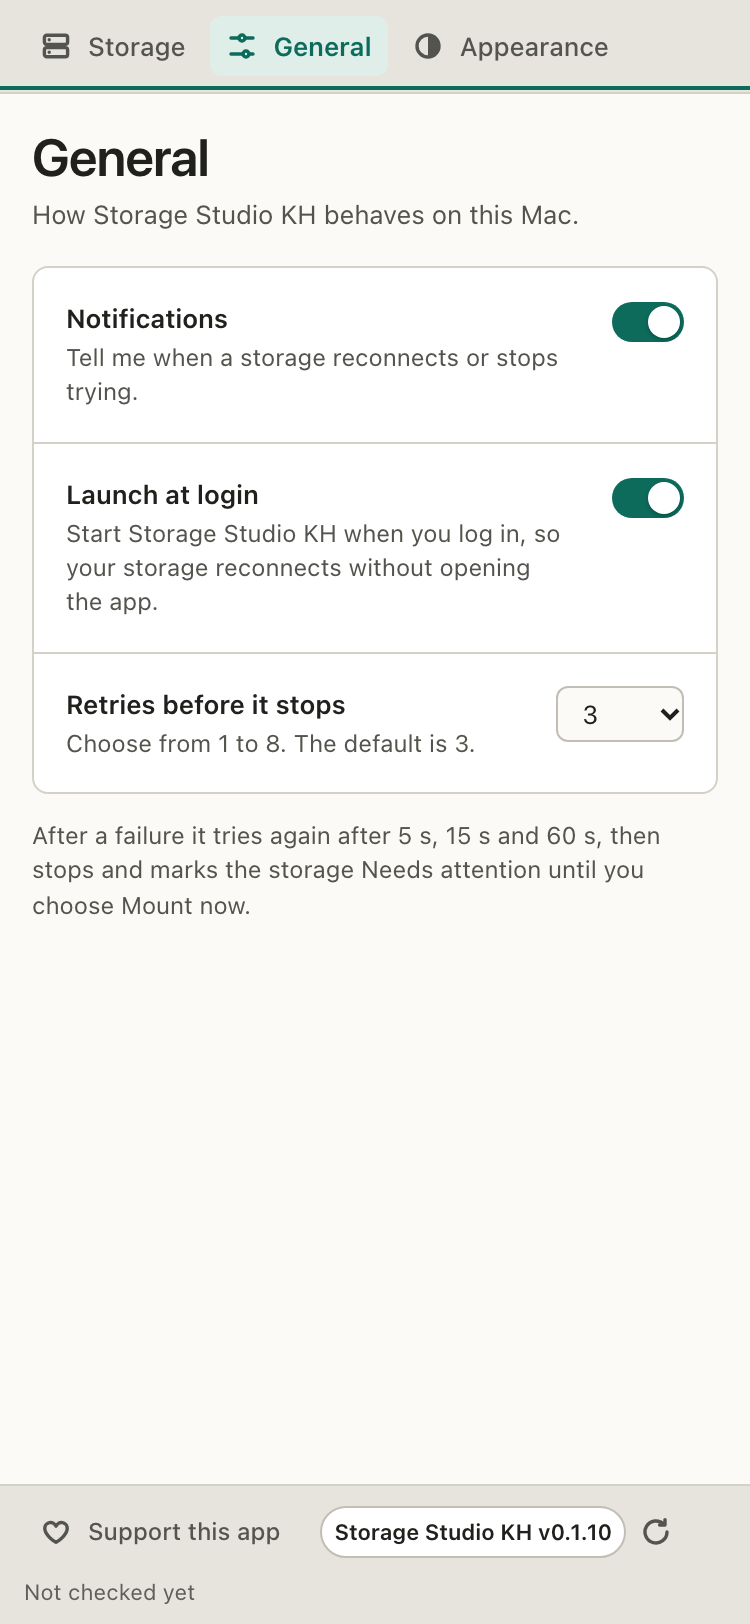 Storage
General
Appearance
General
How Storage Studio KH behaves on this Mac.
Notifications
Tell me when a storage reconnects or stops
trying.
Launch at login
Start Storage Studio KH when you log in, so
your storage reconnects without opening
the app.
Retries before it stops
3
Choose from 1 to 8. The default is 3.
After a failure it tries again after 5 s, 15 s and 60 s, then
stops and marks the storage Needs attention until you
choose Mount now.
Support this app
Storage Studio KH v0.1.10
Not checked yet